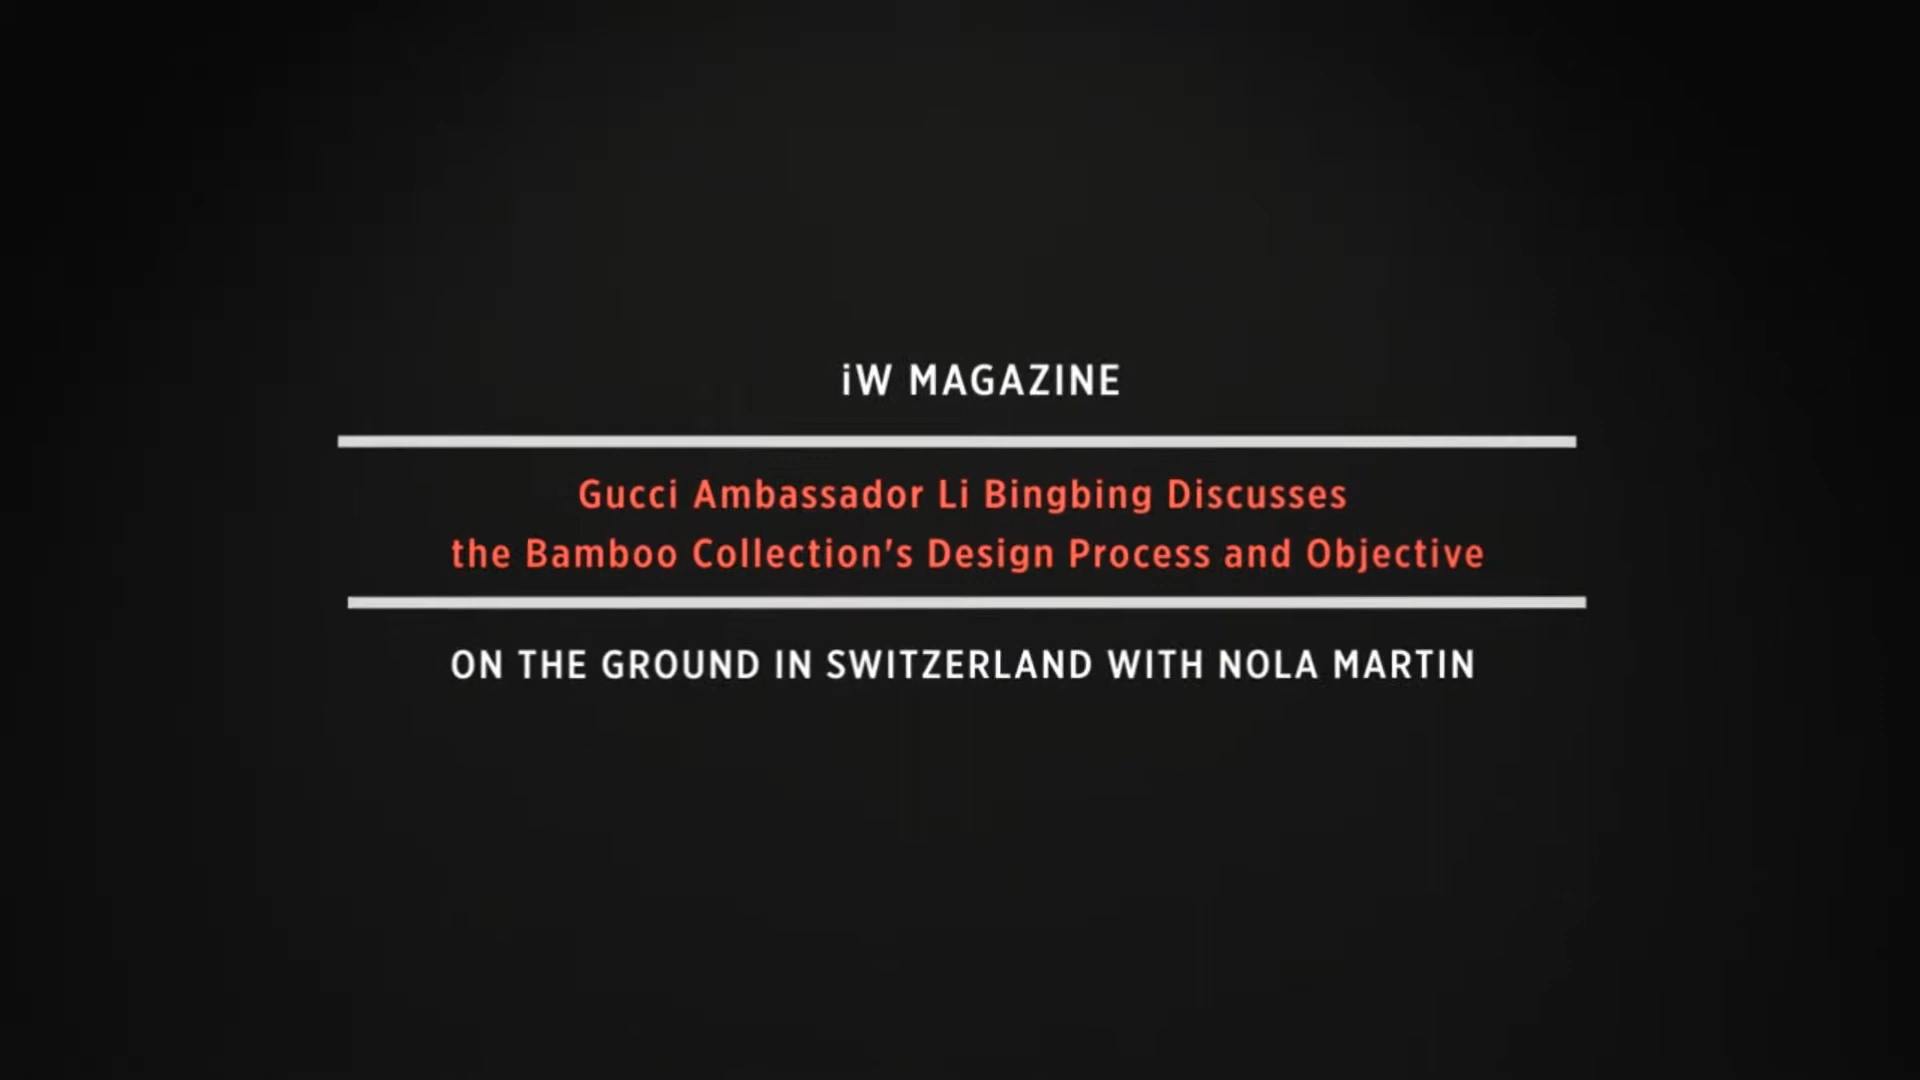 iW MAGAZINE
Gucci Ambassador Li Bingbing Discusses
the Bamboo Collection's Design Process and Objective
ON THE GROUND IN SWITZERLAND WITH NOLA MARTIN